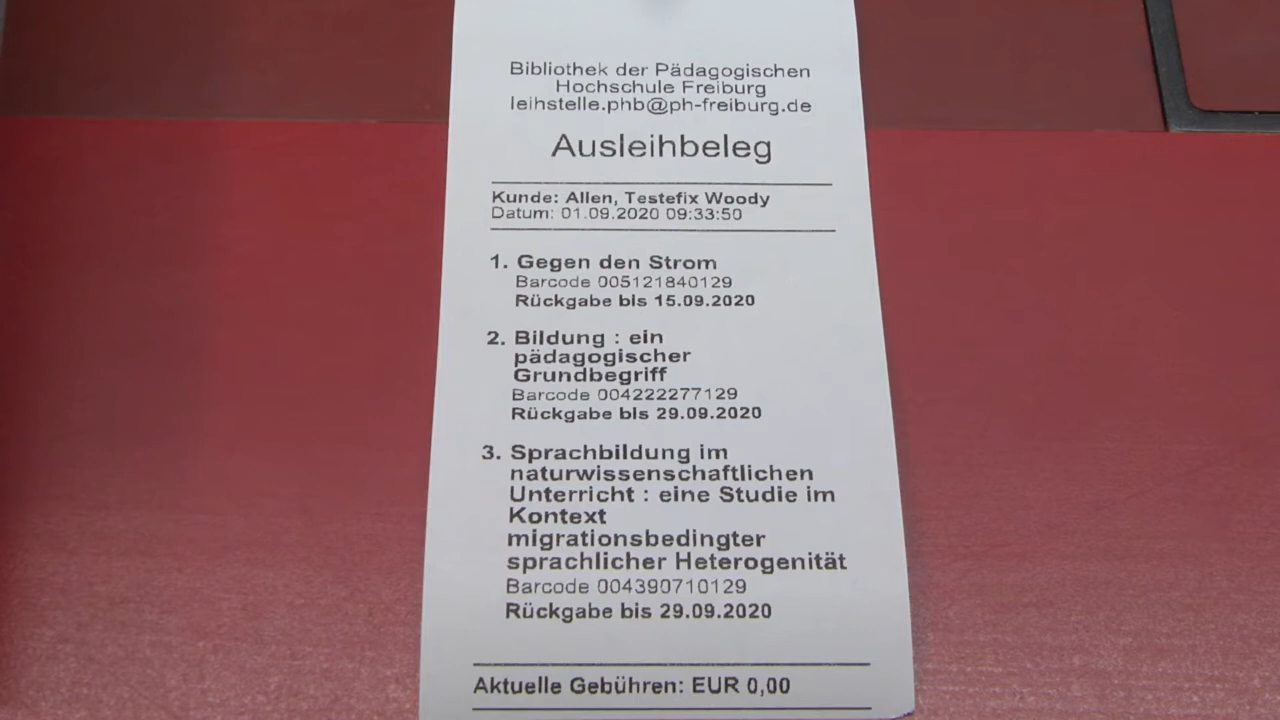 Bibliothek der Pädagogischen
Hochschule Freiburg
leihstelle.phb@ph-freiburg.de
Ausleihbeleg
Kunde: Allen, Testefix Woody
Datum: 01.09.2020 09:33:50
1. Gegen den Strom
Barcode 005121840129
Rückgabe bis 15.09.2020
2. Bildung : ein
pädagogischer
Grundbegriff
Barcode 004222277129
Rückgabe bis 29.09.2020
3. Sprachbildung im
naturwissenschaftlichen
Unterricht : eine Studie im
Kontext
migrationsbedingter
sprachlicher Heterogenität
Barcode 004390710129
Rückgabe bis 29.09.2020
Aktuelle Gebühren: EUR 0,00